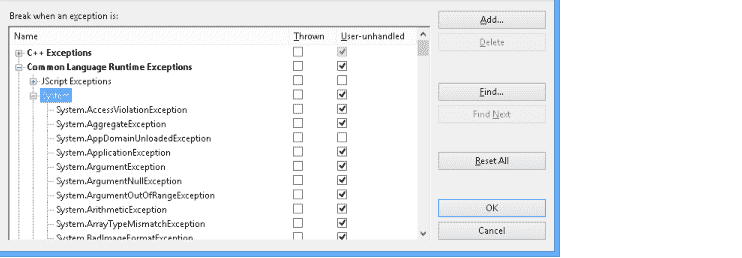 Break when an exception is:
Name Thrown User-unhandled
C++ Exceptions
Common Language Runtime Exceptions
JScript Exceptions
System
System.AccessViolationException
System.AggregateException
System.AppDomainUnloadedException
System.ApplicationException
System.ArgumentException
System.ArgumentNullException
System.ArgumentOutOfRangeException
System.ArithmeticException
System.ArrayTypeMismatchException
System.BadImageFormatException
Add...
Delete
Find...
Find Next
Reset All
OK
Cancel